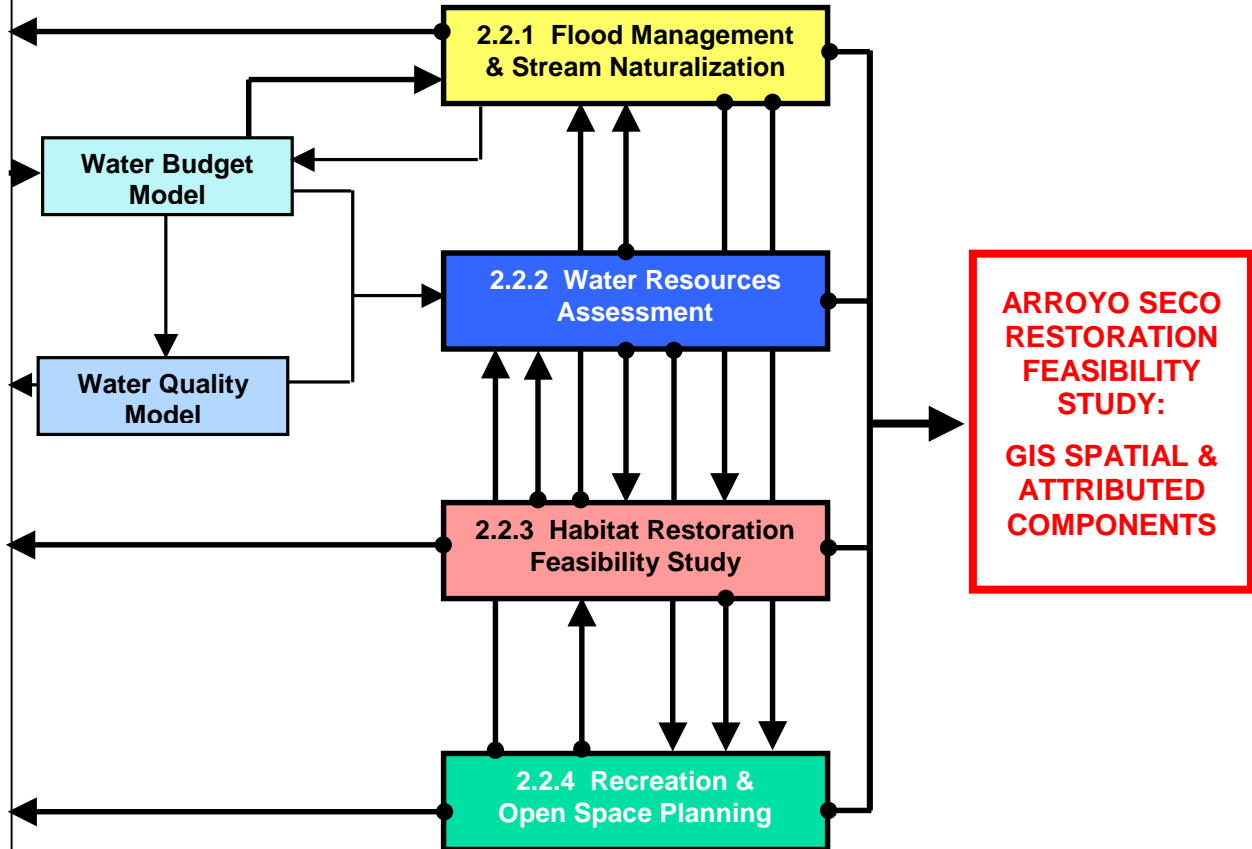 2.2.1 Flood Management
& Stream Naturalization
Water Budget
Model
2.2.2 Water Resources
Assessment
Water Quality
Model
2.2.3 Habitat Restoration
Feasibility Study
2.2.4 Recreation &
Open Space Planning
ARROYO SECO
RESTORATION
FEASIBILITY
STUDY:
GIS SPATIAL &
ATTRIBUTED
COMPONENTS